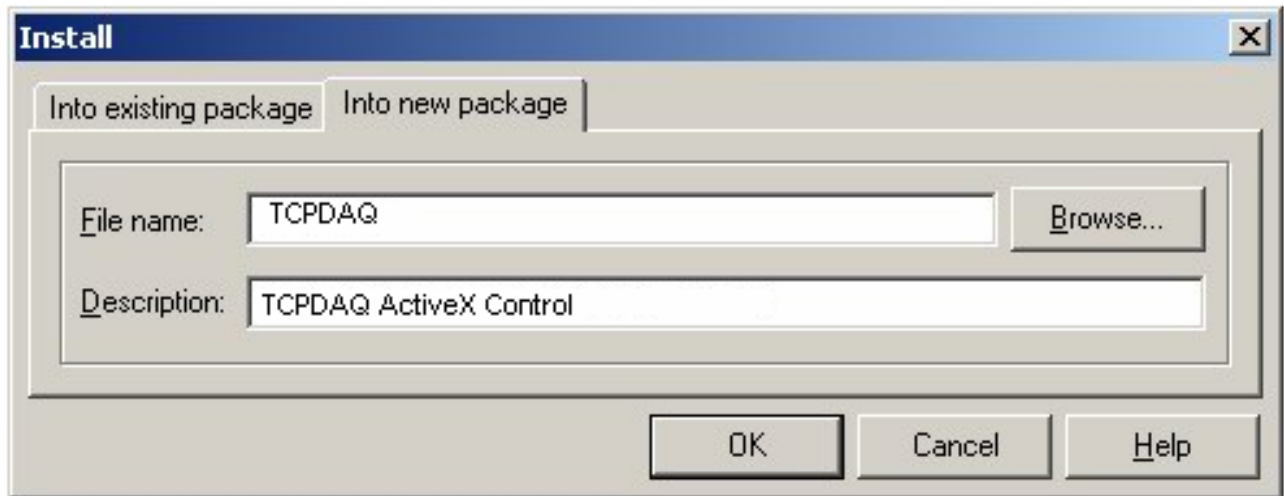 Install
Into existing package Into new package
File name: TCPDAQ Browse...
Description: TCPDAQ ActiveX Control
OK Cancel Help